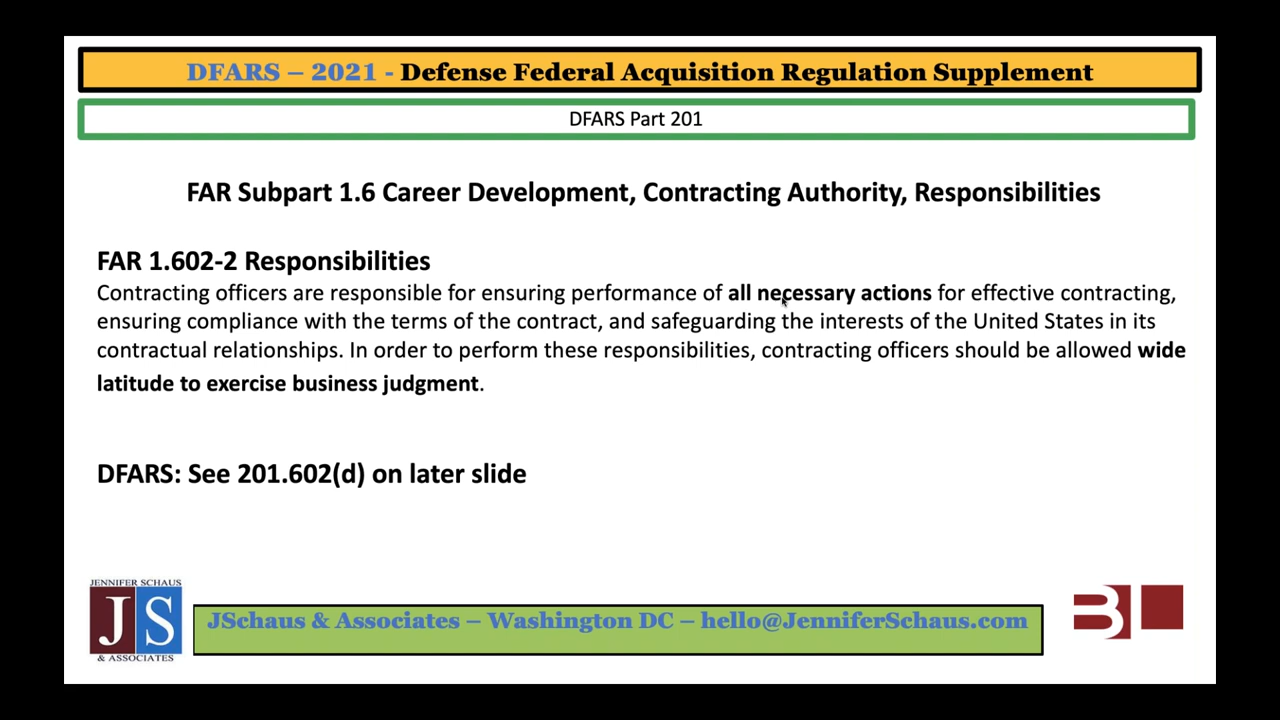 DFARS – 2021 - Defense Federal Acquisition Regulation Supplement
DFARS Part 201
FAR Subpart 1.6 Career Development, Contracting Authority, Responsibilities
FAR 1.602-2 Responsibilities
Contracting officers are responsible for ensuring performance of all necessary actions for effective contracting,
ensuring compliance with the terms of the contract, and safeguarding the interests of the United States in its
contractual relationships. In order to perform these responsibilities, contracting officers should be allowed wide
latitude to exercise business judgment.
DFARS: See 201.602(d) on later slide
JENNIFER SCHAUS
JS
& ASSOCIATES
JSchaus & Associates – Washington DC – hello@JenniferSchaus.com
B